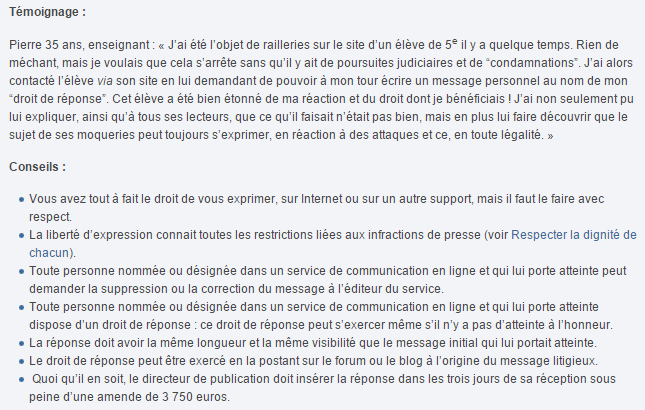 Témoignage :
Pierre 35 ans, enseignant : « J’ai été l’objet de railleries sur le site d’un élève de 5e il y a quelque temps. Rien de
méchant, mais je voulais que cela s’arrête sans qu’il y ait de poursuites judiciaires et de “condamnations”. J’ai alors
contacté l’élève via son site en lui demandant de pouvoir à mon tour écrire un message personnel au nom de mon
“droit de réponse”. Cet élève a été bien étonné de ma réaction et du droit dont je bénéficiais ! J’ai non seulement pu
lui expliquer, ainsi qu’à tous ses lecteurs, que ce qu’il faisait n’était pas bien, mais en plus lui faire découvrir que le
sujet de ses moqueries peut toujours s’exprimer, en réaction à des attaques et ce, en toute légalité. »
Conseils :
Vous avez tout à fait le droit de vous exprimer, sur Internet ou sur un autre support, mais il faut le faire avec
respect.
La liberté d’expression connait toutes les restrictions liées aux infractions de presse (voir Respecter la dignité de
chacun).
Toute personne nommée ou désignée dans un service de communication en ligne et qui lui porte atteinte peut
demander la suppression ou la correction du message à l’éditeur du service.
Toute personne nommée ou désignée dans un service de communication en ligne et qui lui porte atteinte
dispose d’un droit de réponse : ce droit de réponse peut s’exercer même s’il n’y a pas d’atteinte à l’honneur.
La réponse doit avoir la même longueur et la même visibilité que le message initial qui lui portait atteinte.
Le droit de réponse peut être exercé en la postant sur le forum ou le blog à l’origine du message litigieux.
Quoi qu’il en soit, le directeur de publication doit insérer la réponse dans les trois jours de sa réception sous
peine d’une amende de 3 750 euros.